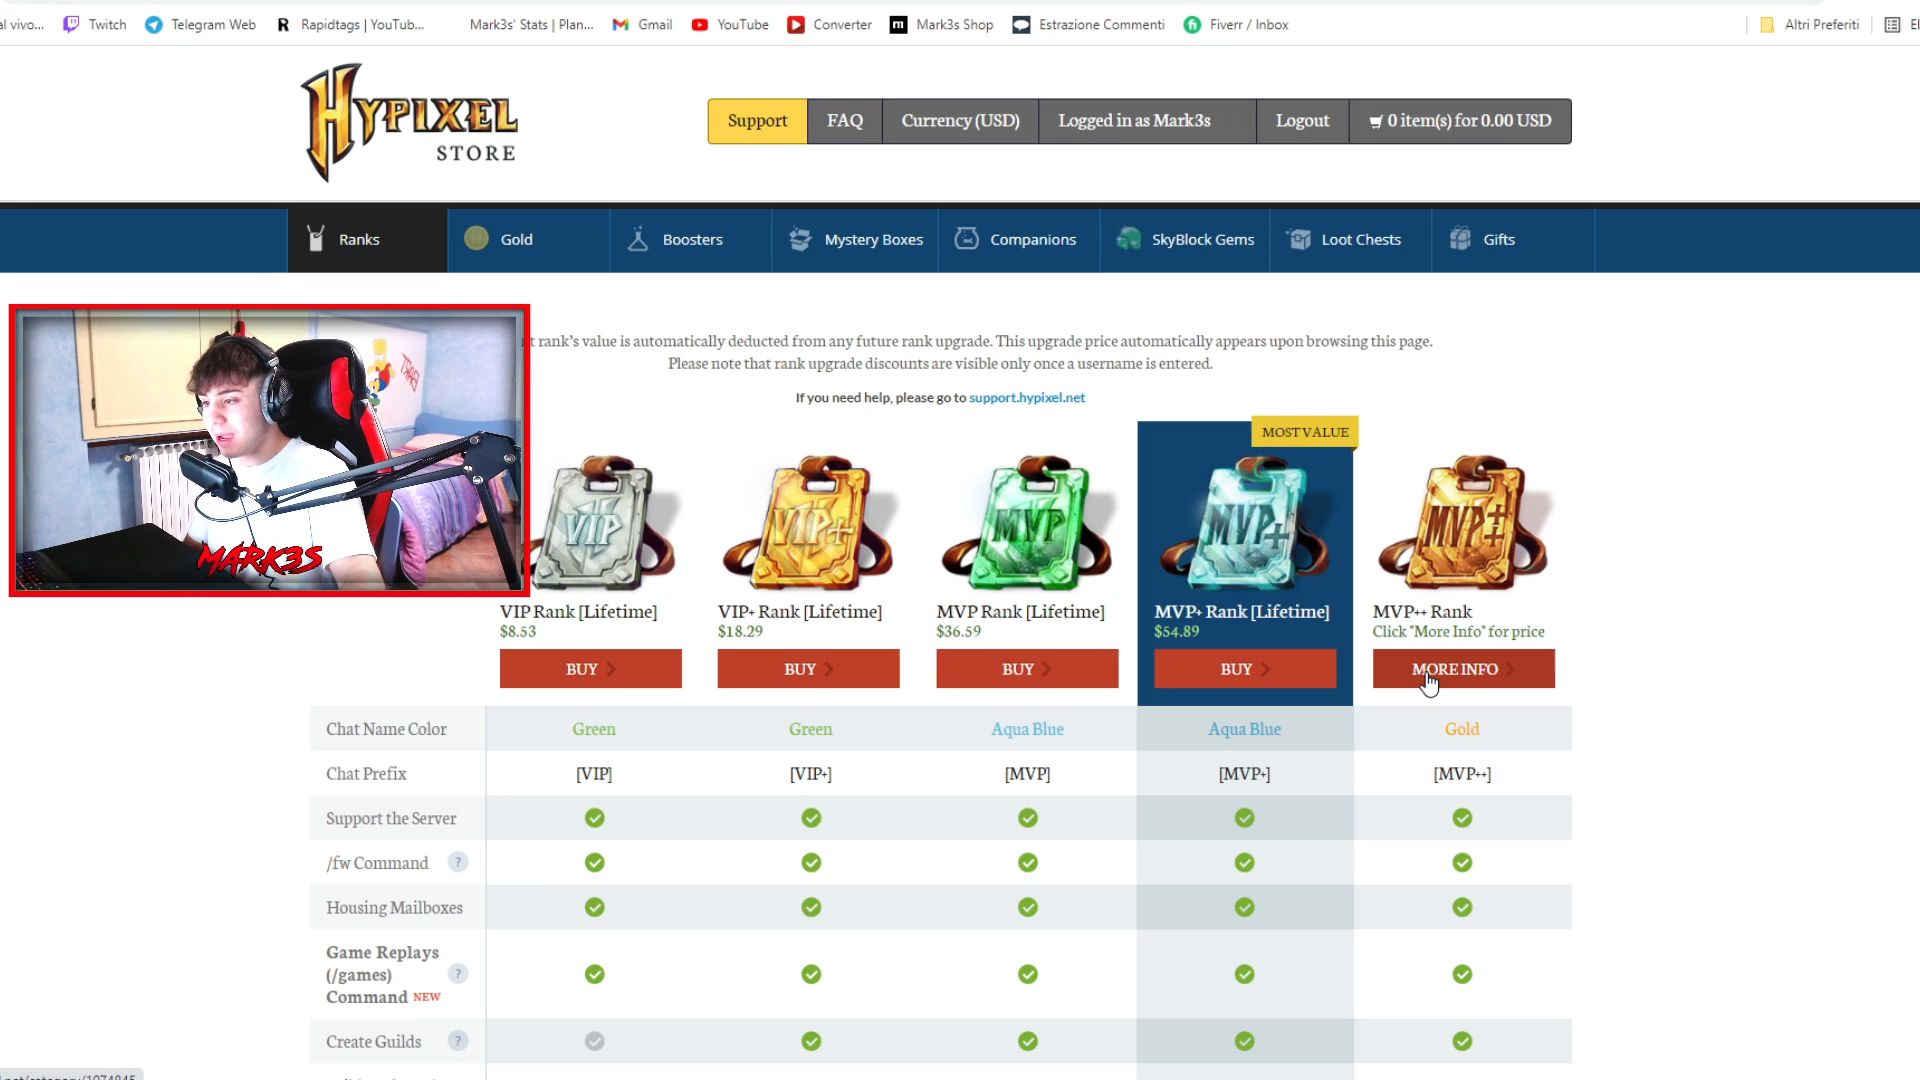 al vivo...
Twitch
Telegram Web
Rapidtags | YouTub...
Mark3s' Stats | Plan...
Gmail
YouTube
Converter
Mark3s Shop
Estrazione Commenti
Fiverr / Inbox
Altri Preferiti
HYPIXEL
STORE
Support
FAQ
Currency (USD)
Logged in as Mark3s
Logout
0 item(s) for 0.00 USD
Ranks
Gold
Boosters
Mystery Boxes
Companions
SkyBlock Gems
Loot Chests
Gifts
rank's value is automatically deducted from any future rank upgrade. This upgrade price automatically appears upon browsing this page.
Please note that rank upgrade discounts are visible only once a username is entered.
If you need help, please go to support.hypixel.net
MOST VALUE
BART
MARK3S
VIP
VIP+
MVP
MVP+
MVP++
VIP Rank [Lifetime]
$8.53
BUY
VIP+ Rank [Lifetime]
$18.29
BUY
MVP Rank [Lifetime]
$36.59
BUY
MVP+ Rank [Lifetime]
$54.89
BUY
MVP++ Rank
Click "More Info" for price
MORE INFO
Chat Name Color Green Green Aqua Blue Aqua Blue Gold
Chat Prefix [VIP] [VIP+] [MVP] [MVP+] [MVP++]
Support the Server
/fw Command ?
Housing Mailboxes
Game Replays
(/games) ?
Command NEW
Create Guilds ?